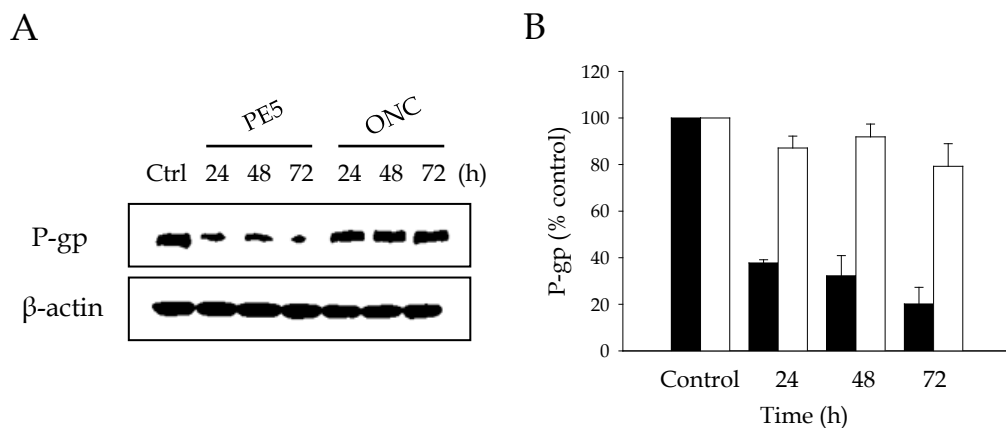 A
PE5 ONC
Ctrl 24 48 72 24 48 72 (h)
P-gp
β-actin
B
P-gp (% control)
120
100
80
60
40
20
0
Control 24 48 72
Time (h)